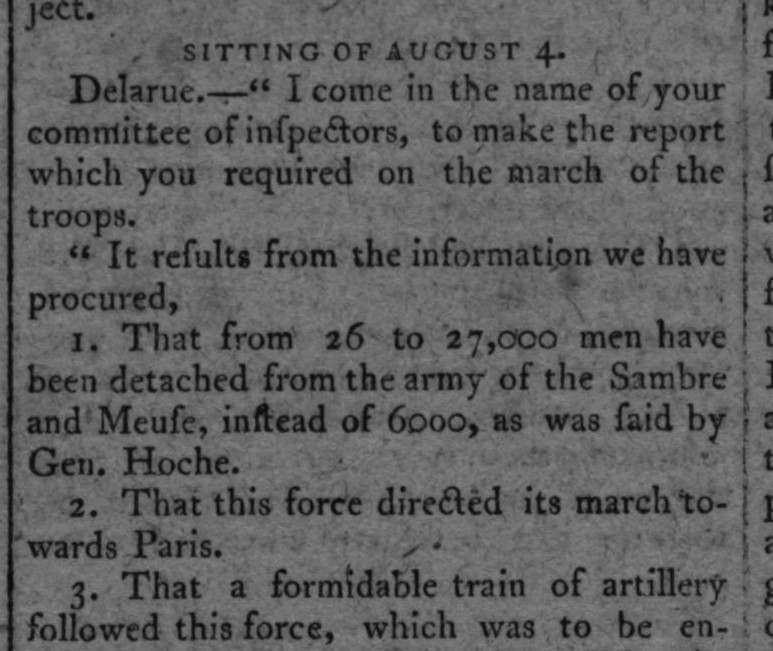 ject.
SITTING OF AUGUST 4.
Delarue.—“ I come in the name of your
committee of inſpectors, to make the report
which you required on the march of the
troops.
“ It reſults from the information we have
procured,
1. That from 26 to 27,000 men have
been detached from the army of the Sambre
and Meuſe, inſtead of 6000, as was ſaid by
Gen. Hoche.
2. That this force directed its march to-
wards Paris.
3. That a formidable train of artillery
followed this force, which was to be en-